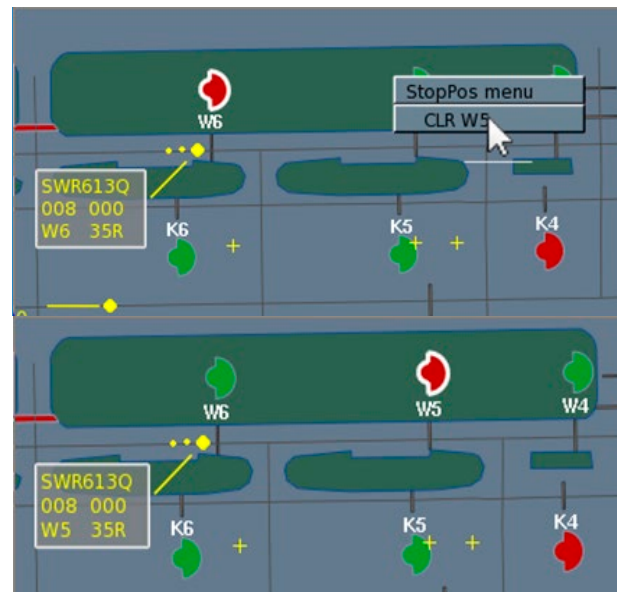 StopPos menu
CLR W5
W6
SWR613Q
008 000
W6 35R
K6
K5
K4
W6
W5
W4
SWR613Q
008 000
W5 35R
K6
K5
K4